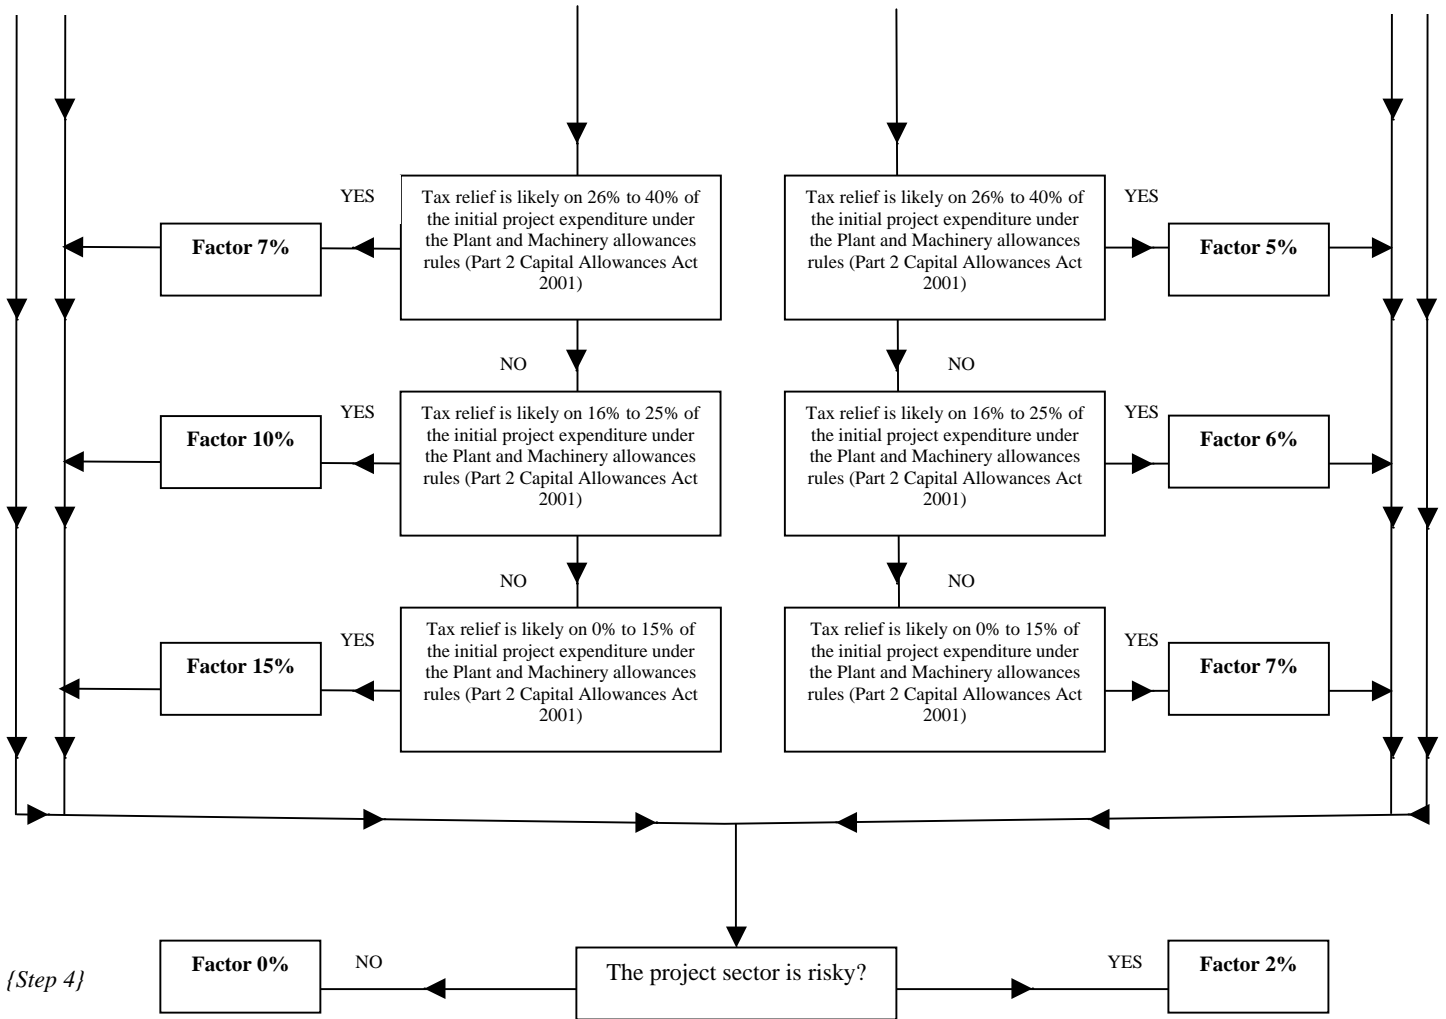 YES
Tax relief is likely on 26% to 40% of
the initial project expenditure under
the Plant and Machinery allowances
rules (Part 2 Capital Allowances Act
2001)
Factor 7%
Tax relief is likely on 26% to 40% of
the initial project expenditure under
the Plant and Machinery allowances
rules (Part 2 Capital Allowances Act
2001)
YES
Factor 5%
NO
NO
YES
Tax relief is likely on 16% to 25% of
the initial project expenditure under
the Plant and Machinery allowances
rules (Part 2 Capital Allowances Act
2001)
Factor 10%
Tax relief is likely on 16% to 25% of
the initial project expenditure under
the Plant and Machinery allowances
rules (Part 2 Capital Allowances Act
2001)
YES
Factor 6%
NO
NO
YES
Tax relief is likely on 0% to 15% of
the initial project expenditure under
the Plant and Machinery allowances
rules (Part 2 Capital Allowances Act
2001)
Factor 15%
Tax relief is likely on 0% to 15% of
the initial project expenditure under
the Plant and Machinery allowances
rules (Part 2 Capital Allowances Act
2001)
YES
Factor 7%
{Step 4}
Factor 0%
NO
The project sector is risky?
YES
Factor 2%